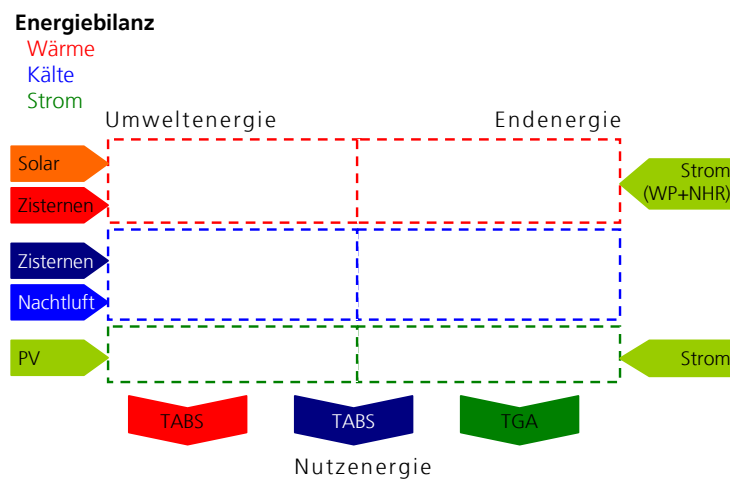 Energiebilanz
Wärme
Kälte
Strom
Umweltenergie
Endenergie
Solar
Zisternen
Strom
(WP+NHR)
Zisternen
Nachtluft
PV
Strom
TABS
TABS
TGA
Nutzenergie